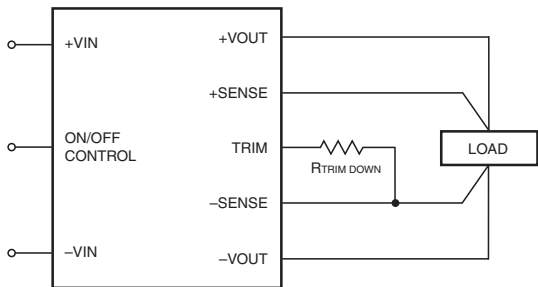 +VIN
ON/OFF
CONTROL
–VIN
+VOUT
+SENSE
TRIM
–SENSE
–VOUT
RTRIM DOWN
LOAD